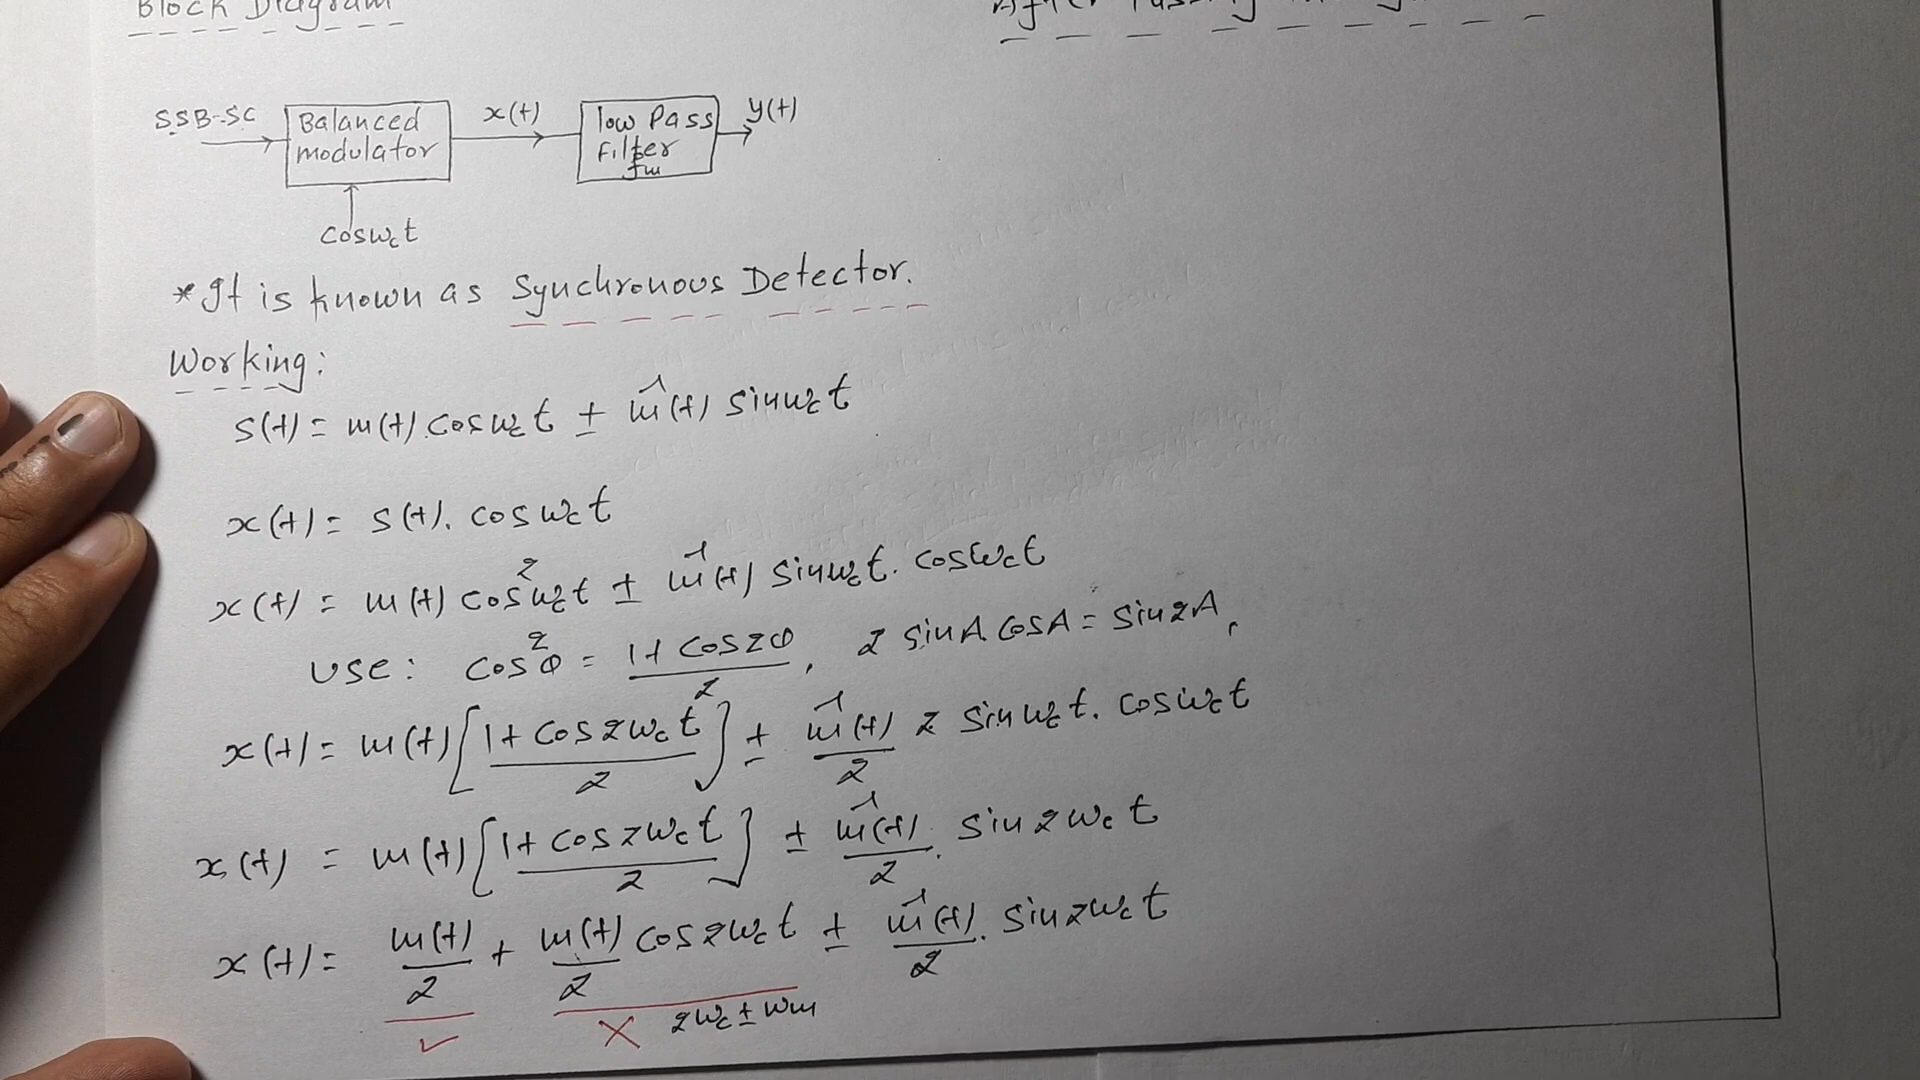 Block Diagram
After Passing
SSB-SC
Balanced modulator
x(t)
low Pass Filter fm
y(t)
cosωct
*It is known as Synchronous Detector.
Working:
s(t) = m(t).cosωct ± m̂(t) sinωct
x(t) = s(t). cosωct
x(t) = m(t) cos²ωct ± m̂(t) sinωct. cosωct
USE: cos²θ = (1+cos2θ)/2, 2 sinA cosA = sin2A,
x(t) = m(t)[(1+cos2ωct)/2] ± m̂(t)/2 2 sinωct. cosωct
x(t) = m(t)[(1+cos2ωct)/2] ± m̂(t)/2. sin2ωct
x(t) = m(t)/2 + m(t)/2 cos2ωct ± m̂(t)/2. sin2ωct
✓ × 2ωc±ωm